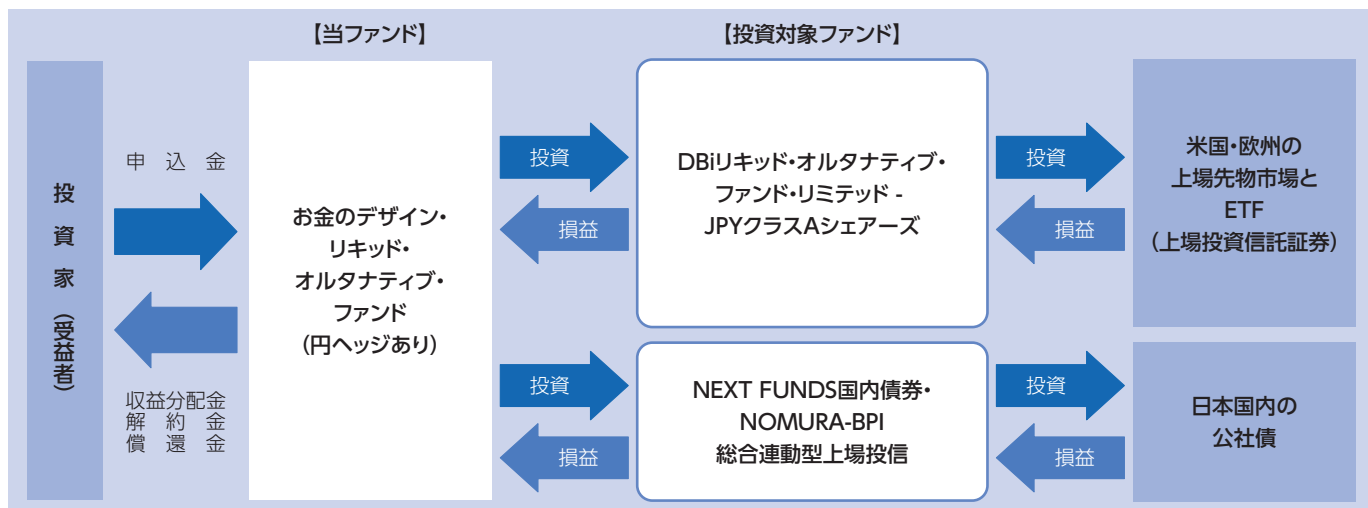 【当ファンド】
【投資対象ファンド】
投資家（受益者）
申込金
収益分配金
解約金
償還金
お金のデザイン・
リキッド・
オルタナティブ・
ファンド
（円ヘッジあり）
投資
損益
DBiリキッド・オルタナティブ・
ファンド・リミテッド -
JPYクラスAシェアーズ
投資
損益
米国・欧州の
上場先物市場と
ETF
（上場投資信託証券）
投資
損益
NEXT FUNDS国内債券・
NOMURA-BPI
総合連動型上場投信
投資
損益
日本国内の
公社債